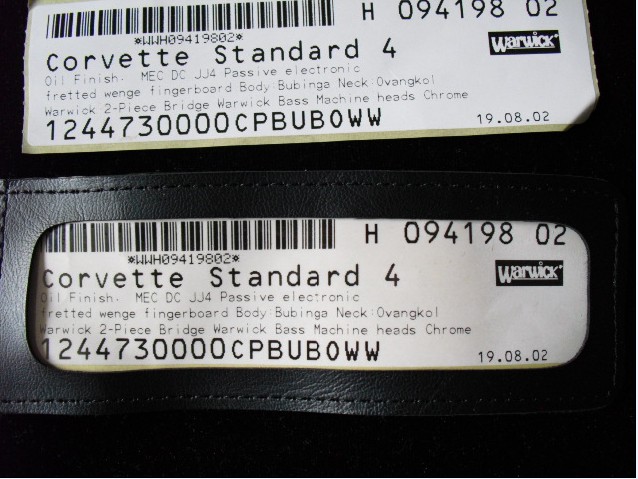 H 094198 02
*WWH09419802*
Corvette Standard 4
Warwick
Oil Finish. MEC DC JJ4 Passive electronic
fretted wenge fingerboard Body:Bubinga Neck:Ovangkol
Warwick 2-Piece Bridge Warwick Bass Machine heads Chrome
1244730000CPBUBOWW
19.08.02
H 094198 02
*WWH09419802*
Corvette Standard 4
Warwick
Oil Finish. MEC DC JJ4 Passive electronic
fretted wenge fingerboard Body:Bubinga Neck:Ovangkol
Warwick 2-Piece Bridge Warwick Bass Machine heads Chrome
1244730000CPBUBOWW
19.08.02